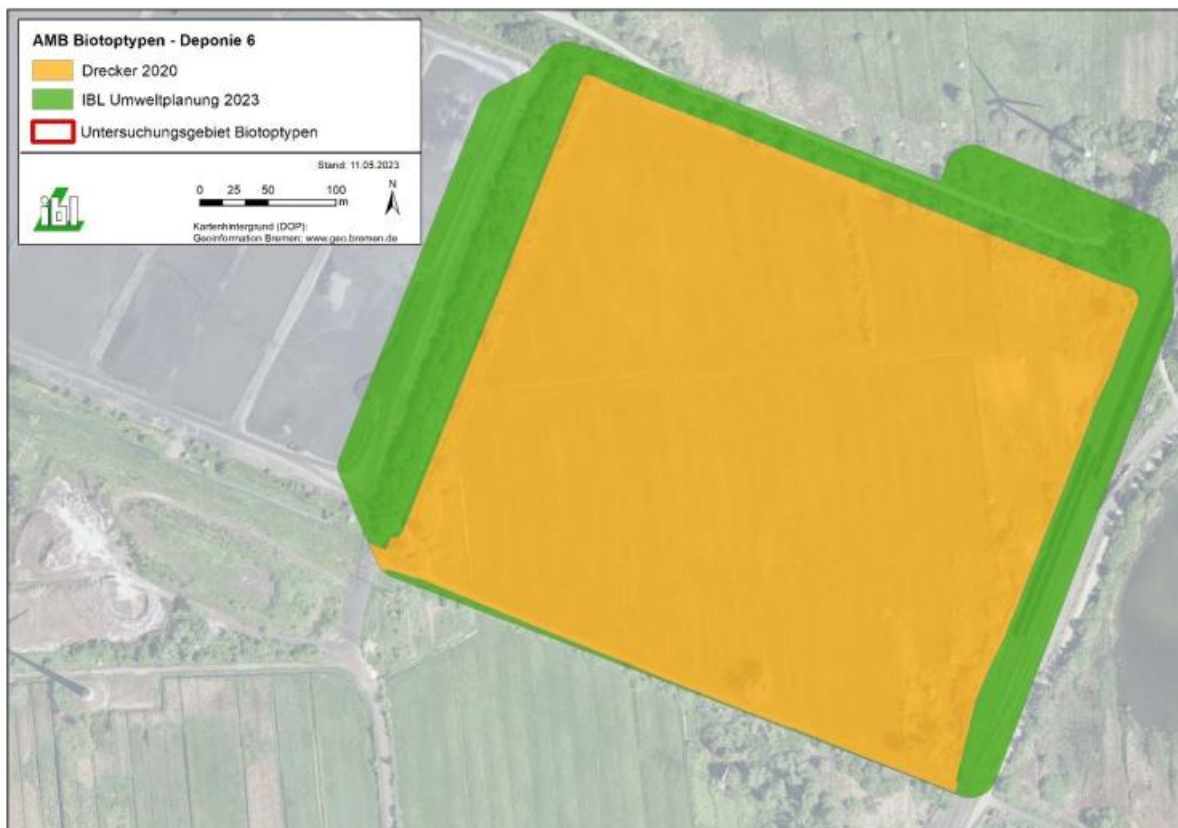 AMB Biotoptypen - Deponie 6
Drecker 2020
IBL Umweltplanung 2023
Untersuchungsgebiet Biotoptypen
Stand: 11.05.2023
0 25 50 100
m
N
ibl
Kartenhintergrund (DOP):
Geoinformation Bremen; www.geo.bremen.de